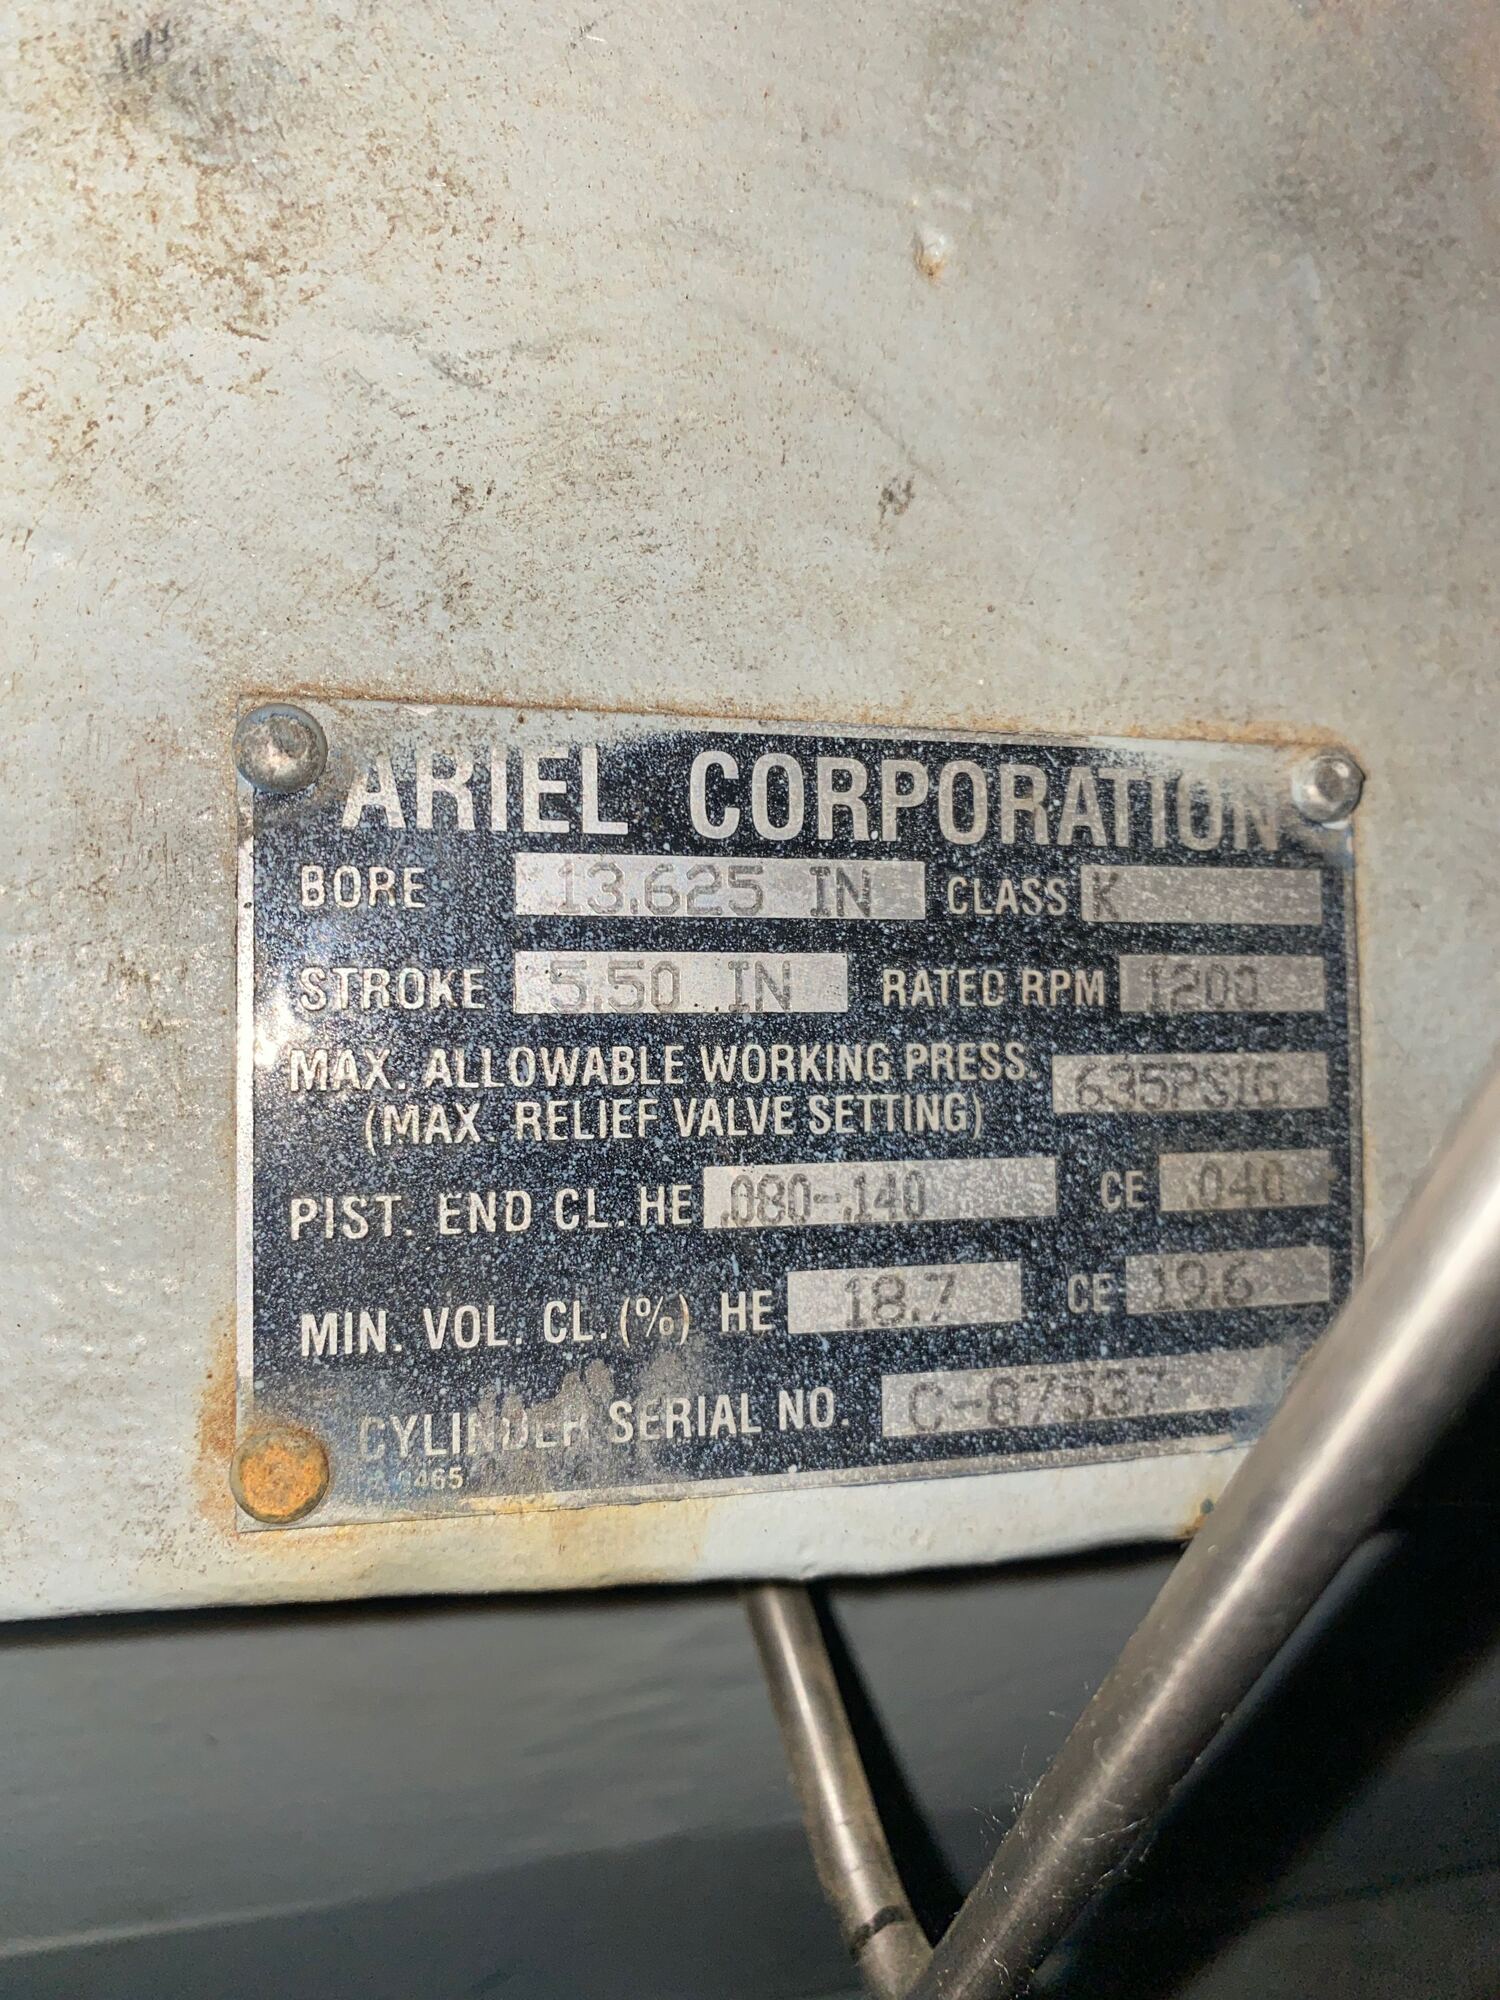 ARIEL CORPORATION
BORE 13.625 IN CLASS K
STROKE 5.50 IN RATED RPM 1200
MAX. ALLOWABLE WORKING PRESS. 635PSIG
(MAX. RELIEF VALVE SETTING)
PIST. END CL. HE .080-.140 CE .040
MIN. VOL. CL. (%) HE 18.7 CE 19.6
CYLINDER SERIAL NO. C-87537